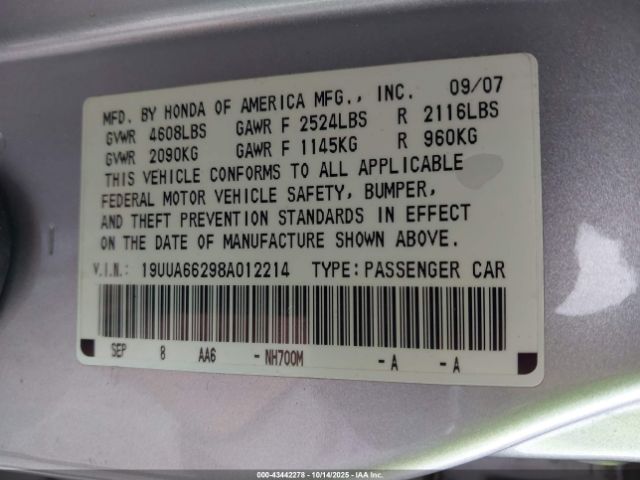 MFD. BY HONDA OF AMERICA MFG., INC. 09/07
GVWR 4608LBS GAWR F 2524LBS R 2116LBS
GVWR 2090KG GAWR F 1145KG R 960KG
THIS VEHICLE CONFORMS TO ALL APPLICABLE
FEDERAL MOTOR VEHICLE SAFETY, BUMPER,
AND THEFT PREVENTION STANDARDS IN EFFECT
ON THE DATE OF MANUFACTURE SHOWN ABOVE.
V.I.N.: 19UUA66298A012214 TYPE: PASSENGER CAR
SEP 8 AA6 -NH700M -A -A
000-43442278 - 10/14/2025 - IAA Inc.